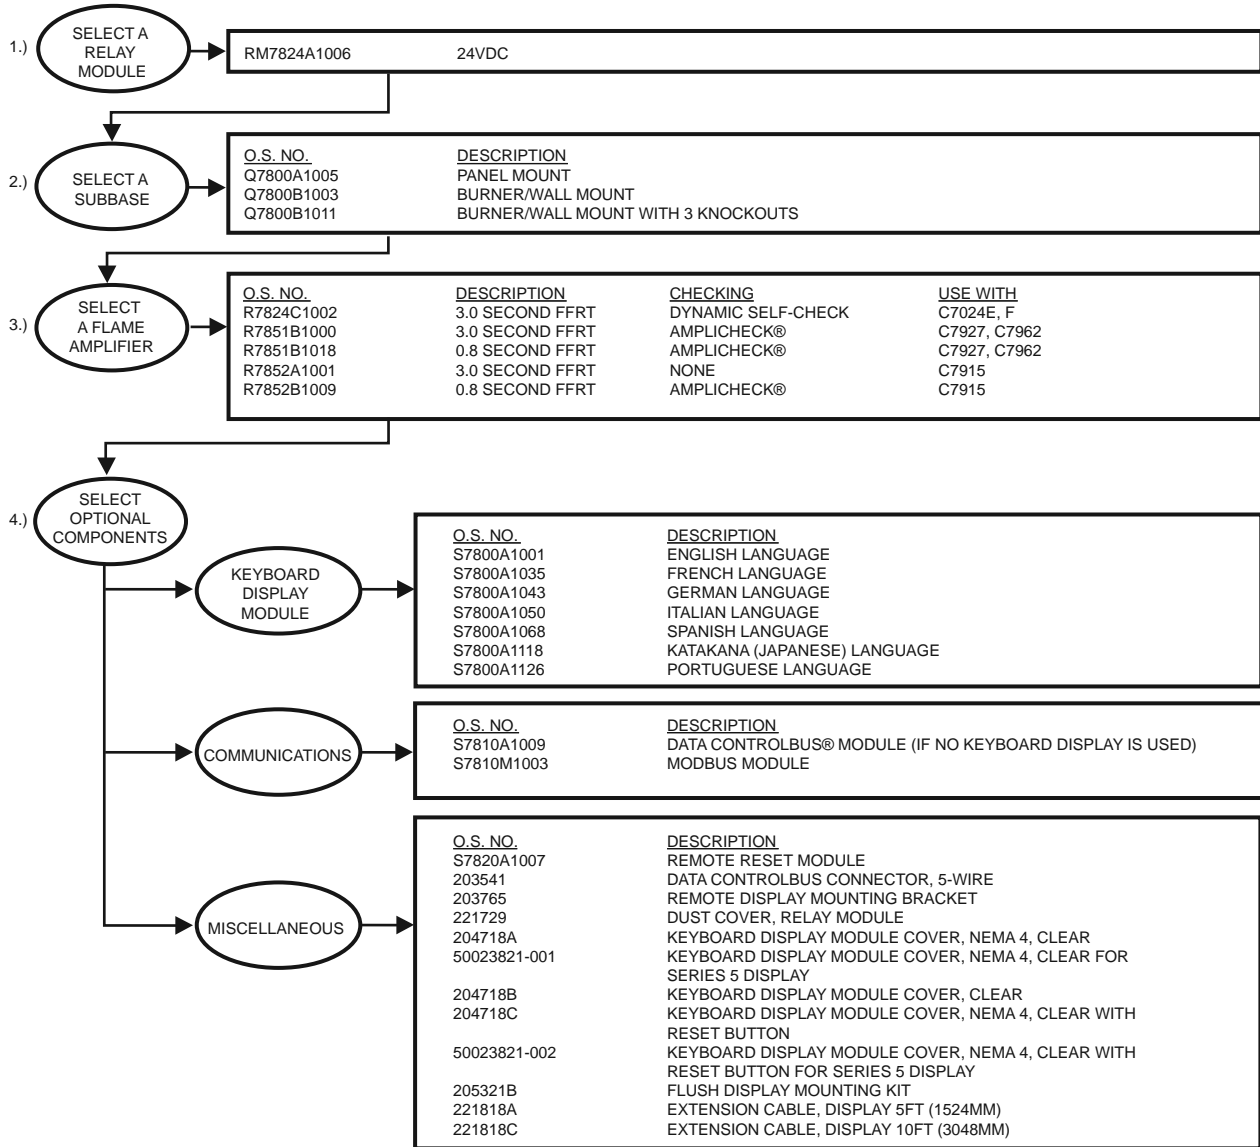 1.)
SELECT A
RELAY
MODULE
RM7824A1006 24VDC
2.)
SELECT A
SUBBASE
O.S. NO. DESCRIPTION
Q7800A1005 PANEL MOUNT
Q7800B1003 BURNER/WALL MOUNT
Q7800B1011 BURNER/WALL MOUNT WITH 3 KNOCKOUTS
3.)
SELECT
A FLAME
AMPLIFIER
O.S. NO. DESCRIPTION CHECKING USE WITH
R7824C1002 3.0 SECOND FFRT DYNAMIC SELF-CHECK C7024E, F
R7851B1000 3.0 SECOND FFRT AMPLICHECK® C7927, C7962
R7851B1018 0.8 SECOND FFRT AMPLICHECK® C7927, C7962
R7852A1001 3.0 SECOND FFRT NONE C7915
R7852B1009 0.8 SECOND FFRT AMPLICHECK® C7915
4.)
SELECT
OPTIONAL
COMPONENTS
KEYBOARD
DISPLAY
MODULE
O.S. NO. DESCRIPTION
S7800A1001 ENGLISH LANGUAGE
S7800A1035 FRENCH LANGUAGE
S7800A1043 GERMAN LANGUAGE
S7800A1050 ITALIAN LANGUAGE
S7800A1068 SPANISH LANGUAGE
S7800A1118 KATAKANA (JAPANESE) LANGUAGE
S7800A1126 PORTUGUESE LANGUAGE
COMMUNICATIONS
O.S. NO. DESCRIPTION
S7810A1009 DATA CONTROLBUS® MODULE (IF NO KEYBOARD DISPLAY IS USED)
S7810M1003 MODBUS MODULE
MISCELLANEOUS
O.S. NO. DESCRIPTION
S7820A1007 REMOTE RESET MODULE
203541 DATA CONTROLBUS CONNECTOR, 5-WIRE
203765 REMOTE DISPLAY MOUNTING BRACKET
221729 DUST COVER, RELAY MODULE
204718A KEYBOARD DISPLAY MODULE COVER, NEMA 4, CLEAR
50023821-001 KEYBOARD DISPLAY MODULE COVER, NEMA 4, CLEAR FOR
SERIES 5 DISPLAY
204718B KEYBOARD DISPLAY MODULE COVER, CLEAR
204718C KEYBOARD DISPLAY MODULE COVER, NEMA 4, CLEAR WITH
RESET BUTTON
50023821-002 KEYBOARD DISPLAY MODULE COVER, NEMA 4, CLEAR WITH
RESET BUTTON FOR SERIES 5 DISPLAY
205321B FLUSH DISPLAY MOUNTING KIT
221818A EXTENSION CABLE, DISPLAY 5FT (1524MM)
221818C EXTENSION CABLE, DISPLAY 10FT (3048MM)